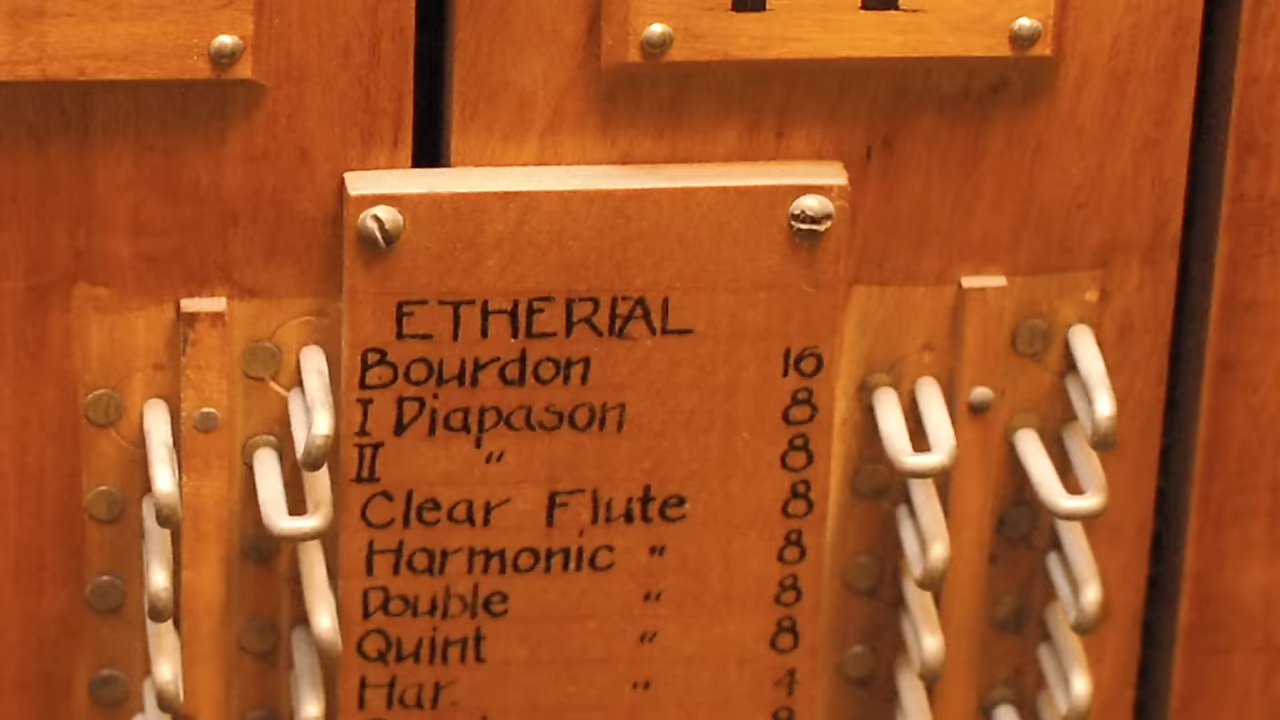 ETHERIAL
Bourdon 16
I Diapason 8
II " 8
Clear Flute 8
Harmonic " 8
Double " 8
Quint " 8
Har. " 4